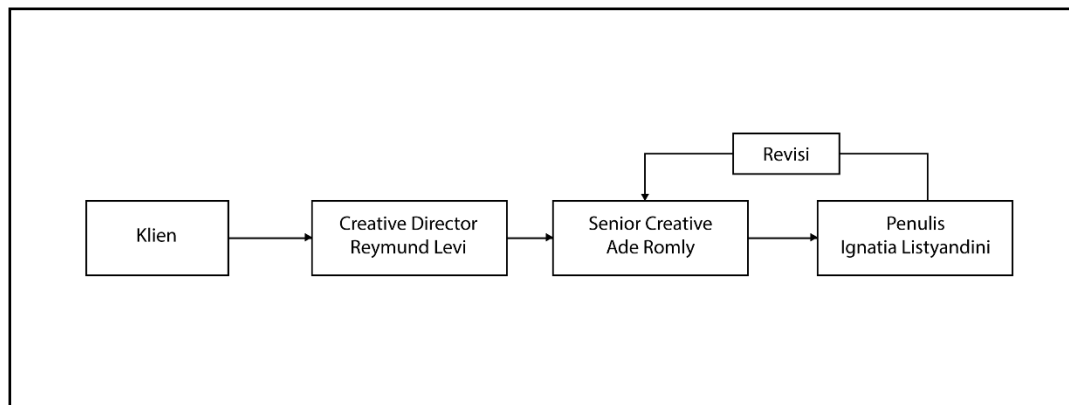 Revisi
Klien
Creative Director
Reymund Levi
Senior Creative
Ade Romly
Penulis
Ignatia Listyandini